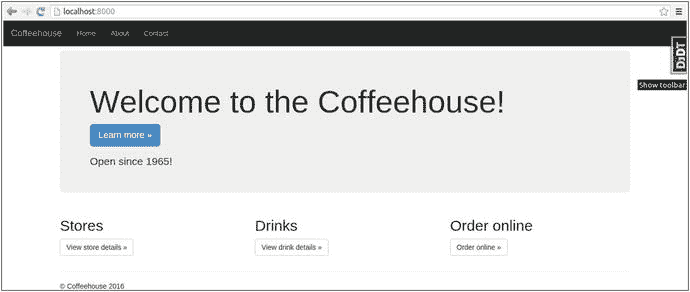 localhost:8000
Coffeehouse Home About Contact
DjDT
Show toolbar
Welcome to the Coffeehouse!
Learn more »
Open since 1965!
Stores Drinks Order online
View store details » View drink details » Order online »
© Coffeehouse 2016